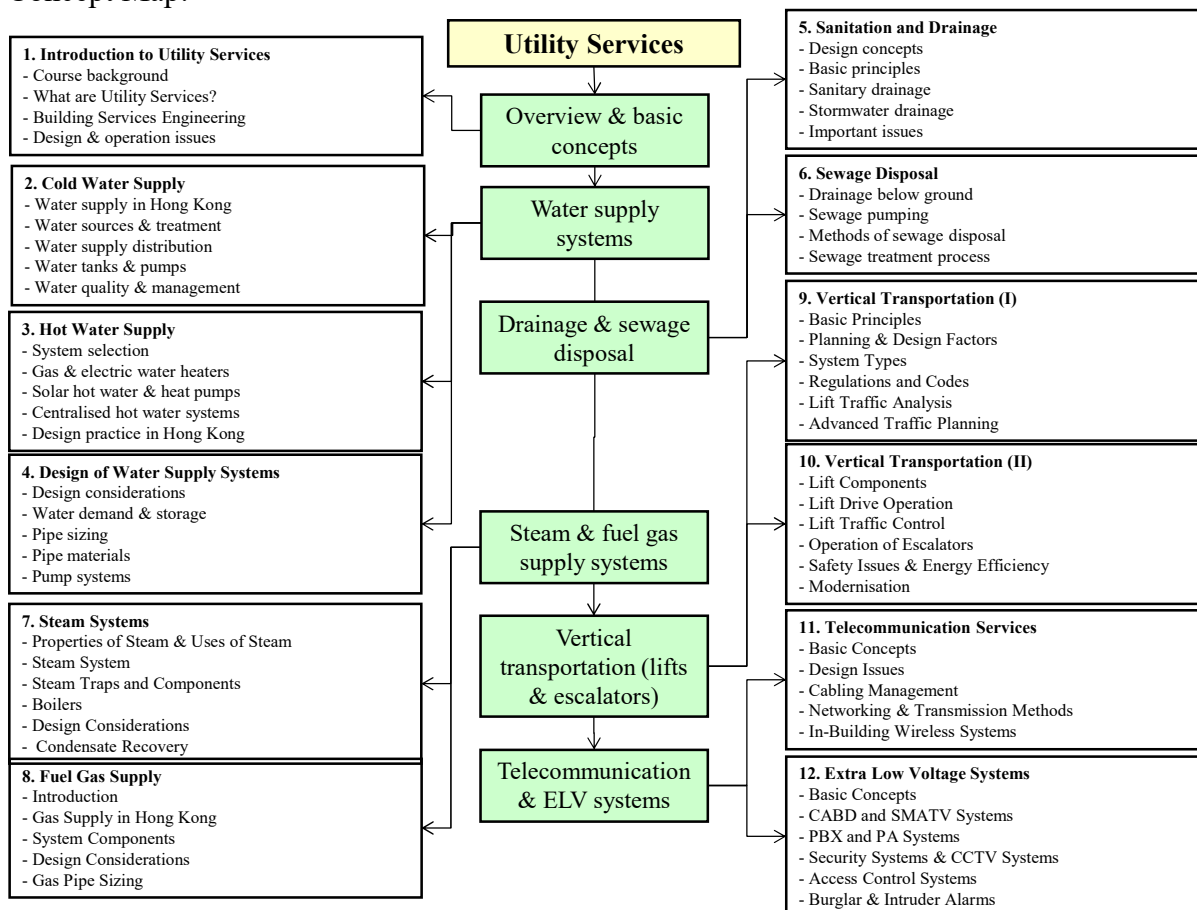 Utility Services
Overview & basic
concepts
Water supply
systems
Drainage & sewage
disposal
Steam & fuel gas
supply systems
Vertical
transportation (lifts
& escalators)
Telecommunication
& ELV systems
1. Introduction to Utility Services
- Course background
- What are Utility Services?
- Building Services Engineering
- Design & operation issues
2. Cold Water Supply
- Water supply in Hong Kong
- Water sources & treatment
- Water supply distribution
- Water tanks & pumps
- Water quality & management
3. Hot Water Supply
- System selection
- Gas & electric water heaters
- Solar hot water & heat pumps
- Centralised hot water systems
- Design practice in Hong Kong
4. Design of Water Supply Systems
- Design considerations
- Water demand & storage
- Pipe sizing
- Pipe materials
- Pump systems
7. Steam Systems
- Properties of Steam & Uses of Steam
- Steam System
- Steam Traps and Components
- Boilers
- Design Considerations
- Condensate Recovery
8. Fuel Gas Supply
- Introduction
- Gas Supply in Hong Kong
- System Components
- Design Considerations
- Gas Pipe Sizing
5. Sanitation and Drainage
- Design concepts
- Basic principles
- Sanitary drainage
- Stormwater drainage
- Important issues
6. Sewage Disposal
- Drainage below ground
- Sewage pumping
- Methods of sewage disposal
- Sewage treatment process
9. Vertical Transportation (I)
- Basic Principles
- Planning & Design Factors
- System Types
- Regulations and Codes
- Lift Traffic Analysis
- Advanced Traffic Planning
10. Vertical Transportation (II)
- Lift Components
- Lift Drive Operation
- Lift Traffic Control
- Operation of Escalators
- Safety Issues & Energy Efficiency
- Modernisation
11. Telecommunication Services
- Basic Concepts
- Design Issues
- Cabling Management
- Networking & Transmission Methods
- In-Building Wireless Systems
12. Extra Low Voltage Systems
- Basic Concepts
- CABD and SMATV Systems
- PBX and PA Systems
- Security Systems & CCTV Systems
- Access Control Systems
- Burglar & Intruder Alarms